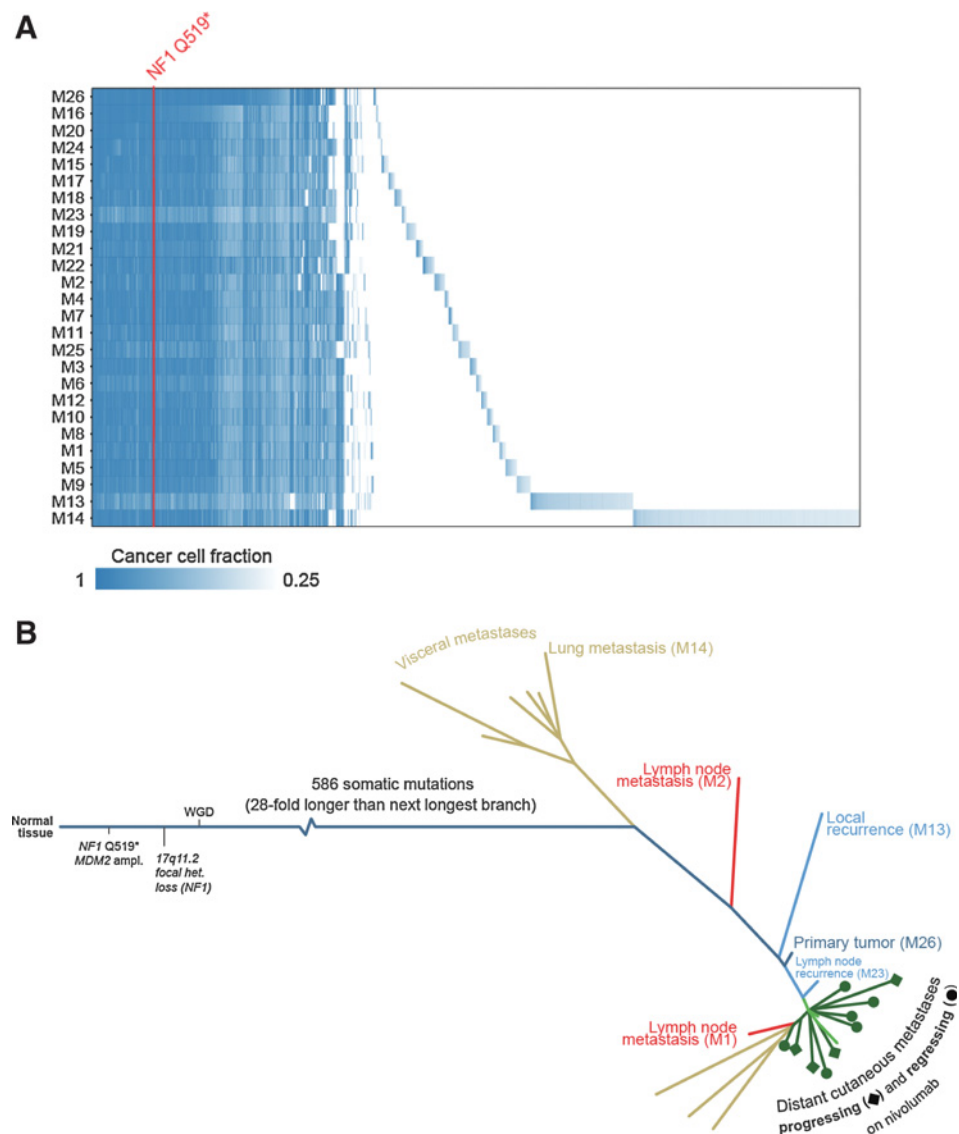 A
NF1 Q519*
M26
M16
M20
M24
M15
M17
M18
M23
M19
M21
M22
M2
M4
M7
M11
M25
M3
M6
M12
M10
M8
M1
M5
M9
M13
M14
Cancer cell fraction
1
0.25
B
Visceral metastases
Lung metastasis (M14)
Lymph node
metastasis (M2)
586 somatic mutations
(28-fold longer than next longest branch)
Local
recurrence (M13)
WGD
Normal
tissue
NF1 Q519*
MDM2 ampl.
17q11.2
focal het.
loss (NF1)
Primary tumor (M26)
Lymph node
recurrence (M23)
Lymph node
metastasis (M1)
Distant cutaneous metastases
progressing (◆) and regressing (●)
on nivolumab